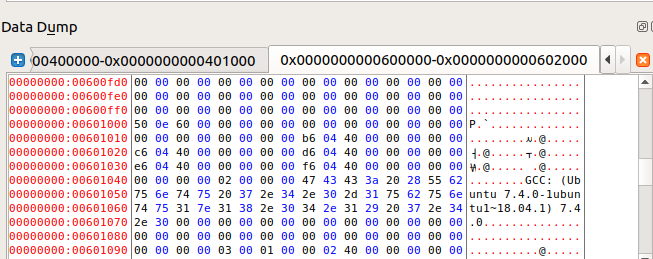 Data Dump
00400000-0x0000000000401000 0x0000000000600000-0x0000000000602000
00000000:00600fd0 00 00 00 00 00 00 00 00 00 00 00 00 00 00 00 00 ................
00000000:00600fe0 00 00 00 00 00 00 00 00 00 00 00 00 00 00 00 00 ................
00000000:00600ff0 00 00 00 00 00 00 00 00 00 00 00 00 00 00 00 00 ................
00000000:00601000 50 0e 60 00 00 00 00 00 00 00 00 00 00 00 00 00 P.`.............
00000000:00601010 00 00 00 00 00 00 00 00 b6 04 40 00 00 00 00 00 .........@.....
00000000:00601020 c6 04 40 00 00 00 00 00 d6 04 40 00 00 00 00 00 .@.......@.....
00000000:00601030 e6 04 40 00 00 00 00 00 f6 04 40 00 00 00 00 00 .@.......@.....
00000000:00601040 00 00 00 00 02 00 00 00 47 43 43 3a 20 28 55 62 ........GCC: (Ub
00000000:00601050 75 6e 74 75 20 37 2e 34 2e 30 2d 31 75 62 75 6e untu 7.4.0-1ubun
00000000:00601060 74 75 31 7e 31 38 2e 30 34 2e 31 29 20 37 2e 34 tu1~18.04.1) 7.4
00000000:00601070 2e 30 00 00 00 00 00 00 00 00 00 00 00 00 00 00 .0..............
00000000:00601080 00 00 00 00 00 00 00 00 00 00 00 00 00 00 00 00 ................
00000000:00601090 00 00 00 00 03 00 01 00 00 02 40 00 00 00 00 00 ..........@.....